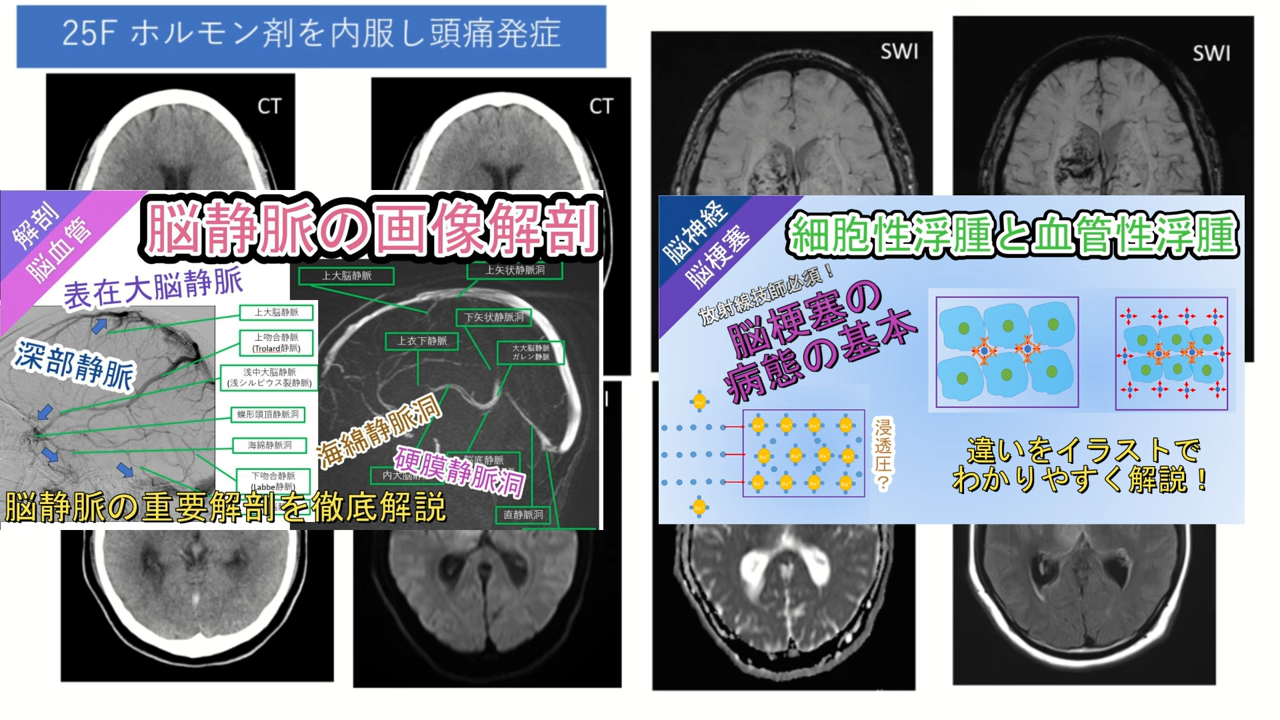 25F ホルモン剤を内服し頭痛発症
CT
CT
SWI
SWI
解剖
脳血管
脳静脈の画像解剖
表在大脳静脈
深部静脈
上大脳静脈
上吻合静脈
(Trolard静脈)
浅中大脳静脈
(浅シルビウス裂静脈)
蝶形頭頂静脈洞
海綿静脈洞
下吻合静脈
(Labbe静脈)
上大脳静脈
上矢状静脈洞
下矢状静脈洞
上衣下静脈
大大脳静脈
ガレン静脈
海綿静脈洞
硬膜静脈洞
脳底静脈
直静脈洞
脳静脈の重要解剖を徹底解説
脳神経
脳梗塞
細胞性浮腫と血管性浮腫
放射線技師必須！
脳梗塞の
病態の基本
浸透圧？
違いをイラストで
わかりやすく解説！